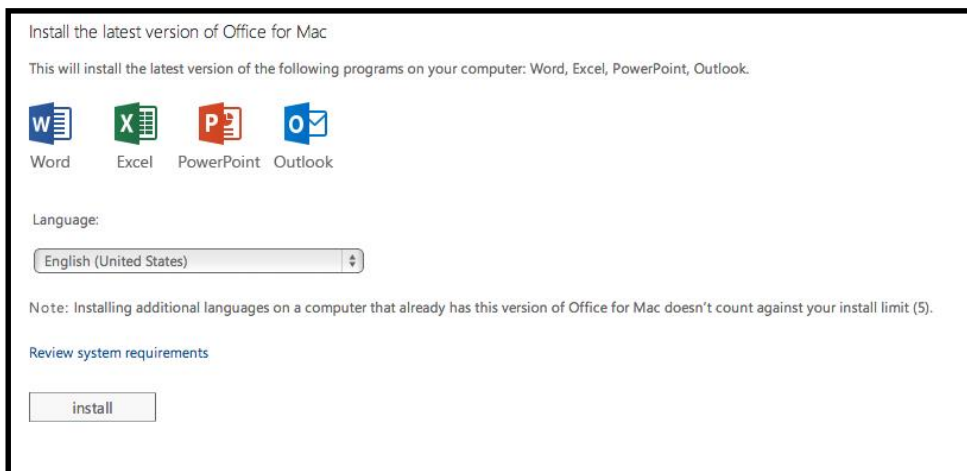 Install the latest version of Office for Mac
This will install the latest version of the following programs on your computer: Word, Excel, PowerPoint, Outlook.
W X P O
Word Excel PowerPoint Outlook
Language:
English (United States)
Note: Installing additional languages on a computer that already has this version of Office for Mac doesn't count against your install limit (5).
Review system requirements
install